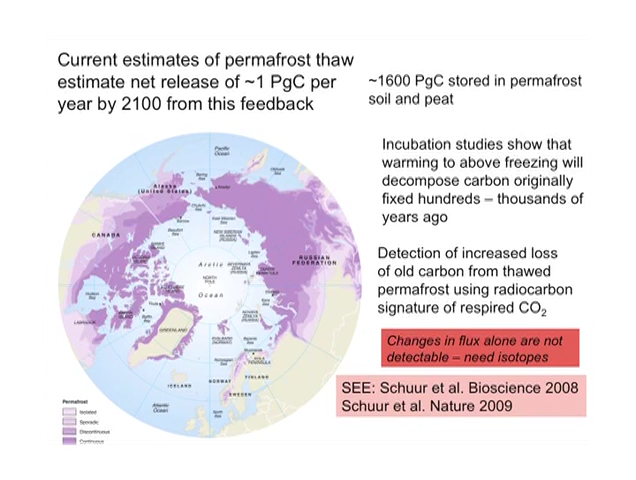 Current estimates of permafrost thaw
estimate net release of ~1 PgC per
year by 2100 from this feedback
~1600 PgC stored in permafrost
soil and peat
Incubation studies show that
warming to above freezing will
decompose carbon originally
fixed hundreds – thousands of
years ago
Detection of increased loss
of old carbon from thawed
permafrost using radiocarbon
signature of respired CO₂
Changes in flux alone are not
detectable – need isotopes
SEE: Schuur et al. Bioscience 2008
Schuur et al. Nature 2009
Pacific
Ocean
Alaska
(United States)
CANADA
RUSSIAN
FEDERATION
Arctic
NORTH
POLE
Ocean
GREENLAND
ICELAND
NORWAY
FINLAND
SWEDEN
Atlantic
Ocean
Permafrost
Isolated
Sporadic
Discontinuous
Continuous